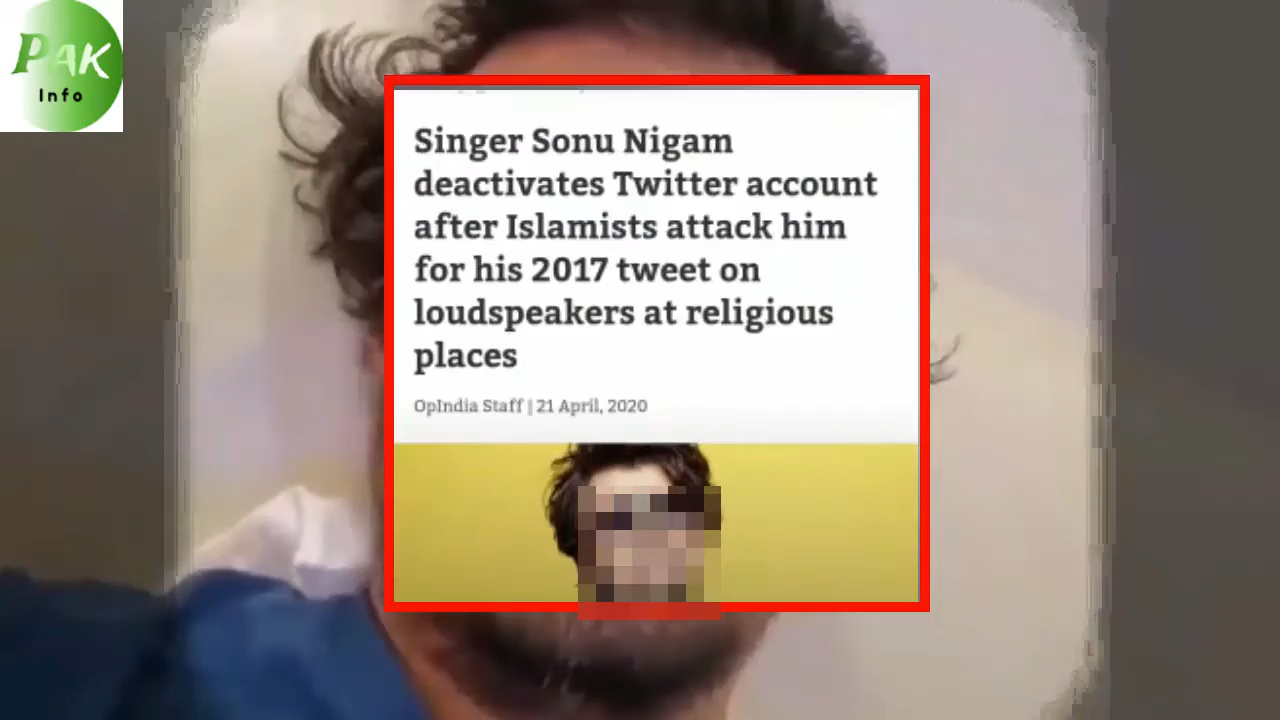 PAK
Info
Singer Sonu Nigam
deactivates Twitter account
after Islamists attack him
for his 2017 tweet on
loudspeakers at religious
places
OpIndia Staff | 21 April, 2020